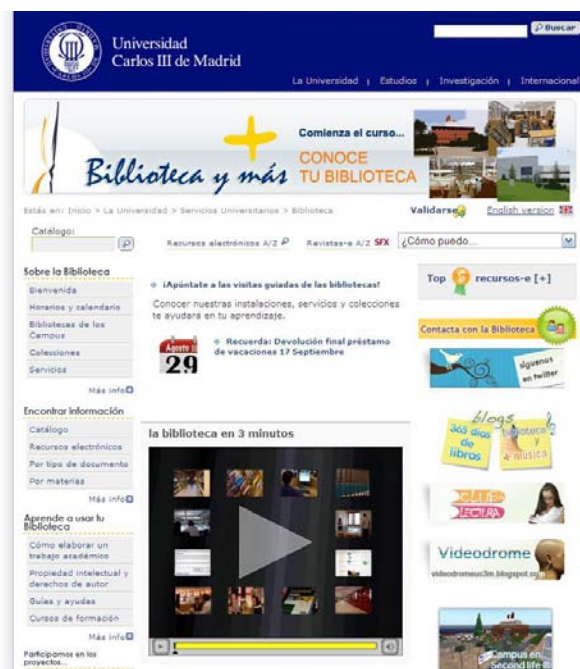 Buscar
Universidad
Carlos III de Madrid
La Universidad | Estudios | Investigación | Internacional
Comienza el curso...
CONOCE
TU BIBLIOTECA
Biblioteca y más
Estás en: Inicio > La Universidad > Servicios Universitarios > Biblioteca
Validarse
English version
Catálogo:
Recursos electrónicos A/Z
Revistas-e A/Z SFX
¿Cómo puedo...
Sobre la Biblioteca
Bienvenida
Horarios y calendario
Bibliotecas de los
Campus
Colecciones
Servicios
Más info
Encontrar información
Catálogo
Recursos electrónicos
Por tipo de documento
Por materias
Más info
Aprende a usar tu
Biblioteca
Cómo elaborar un
trabajo académico
Propiedad intelectual y
derechos de autor
Guías y ayudas
Cursos de formación
Más info
Participamos en los
proyectos...
¡Apúntate a las visitas guiadas de las bibliotecas!
Conocer nuestras instalaciones, servicios y colecciones
te ayudará en tu aprendizaje.
Agosto
29
Recuerda: Devolución final préstamo
de vacaciones 17 Septiembre
la biblioteca en 3 minutos
Top recursos-e [+]
Contacta con la Biblioteca
síguenos
en twitter
blogs
365 días
de
libros
biblioteca
y
+ música
CLUB
LECTURA
Videodrome
videodromeuc3m.blogspot.com
Campus en
Second life ®